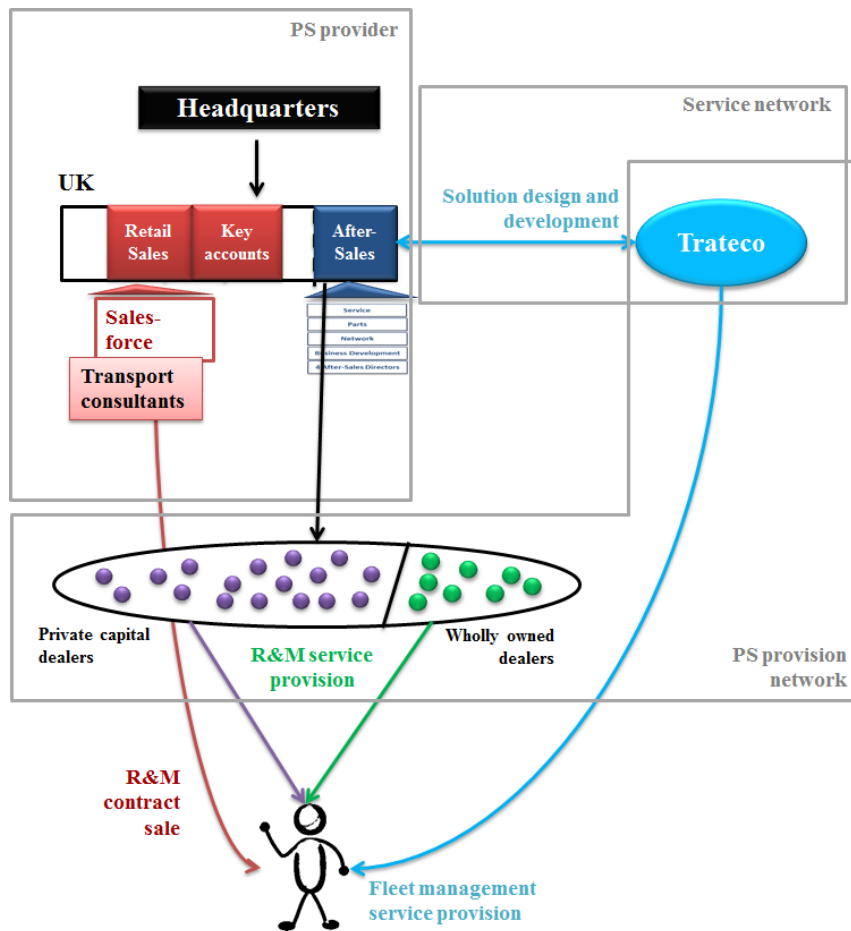 PS provider
Headquarters
Service network
UK
Solution design and
development
Retail
Sales
Key
accounts
After-
Sales
Trateco
Sales-
force
Service
Parts
Network
Business Development
4 After-Sales Directors
Transport
consultants
Private capital
dealers
R&M service
provision
Wholly owned
dealers
PS provision
network
R&M
contract
sale
Fleet management
service provision